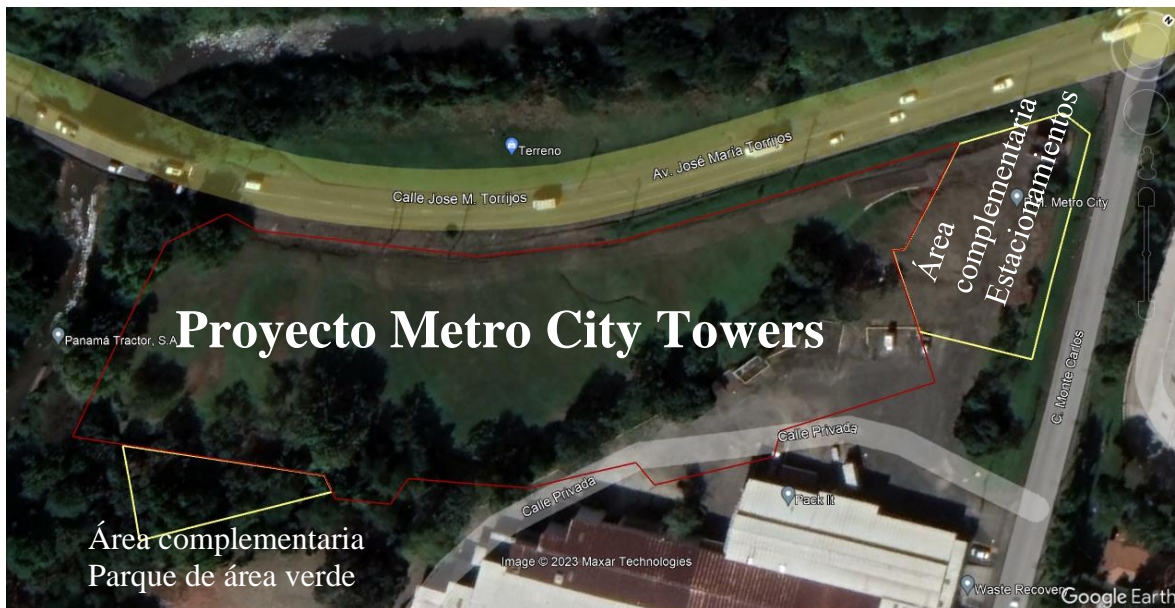 N
Terreno
Av. José María Torrijos
Calle Jose M. Torrijos
Metro City
Área
complementaria
Estacionamientos
Proyecto Metro City Towers
Panamá Tractor, S.A
C. Monte Carlos
Calle Privada
Calle Privada
Pack It
Área complementaria
Parque de área verde
Image © 2023 Maxar Technologies
Waste Recovery
Google Earth